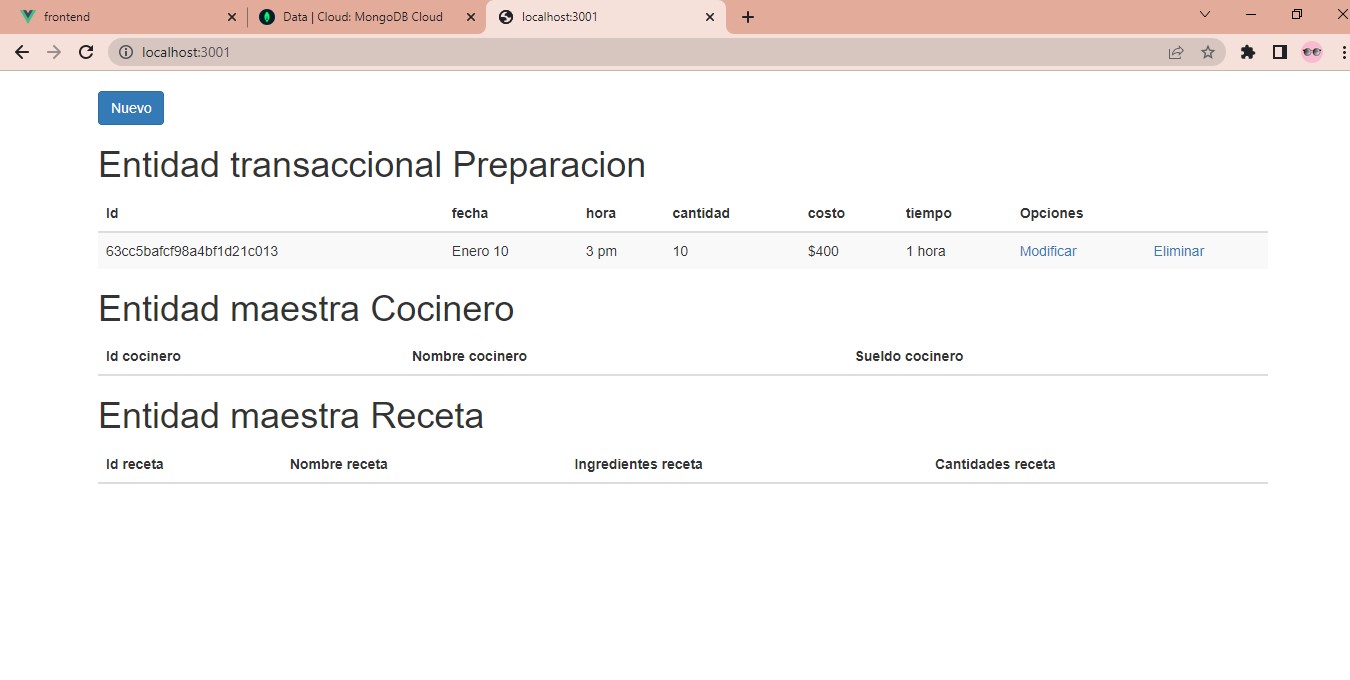 frontend
Data | Cloud: MongoDB Cloud
localhost:3001
localhost:3001
Nuevo
Entidad transaccional Preparacion
Id fecha hora cantidad costo tiempo Opciones
63cc5bafcf98a4bf1d21c013 Enero 10 3 pm 10 $400 1 hora Modificar Eliminar
Entidad maestra Cocinero
Id cocinero Nombre cocinero Sueldo cocinero
Entidad maestra Receta
Id receta Nombre receta Ingredientes receta Cantidades receta